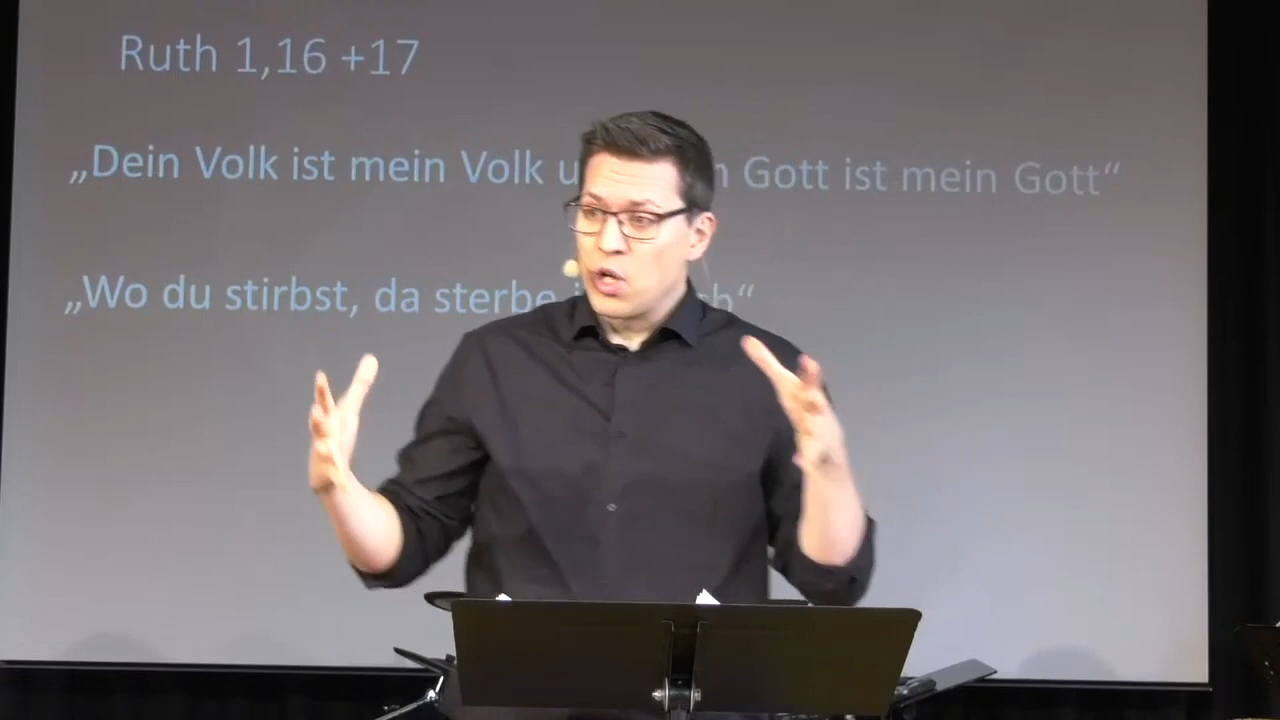 Ruth 1,16 +17
„Dein Volk ist mein Volk Gott ist mein Gott“
„Wo du stirbst, da sterbe